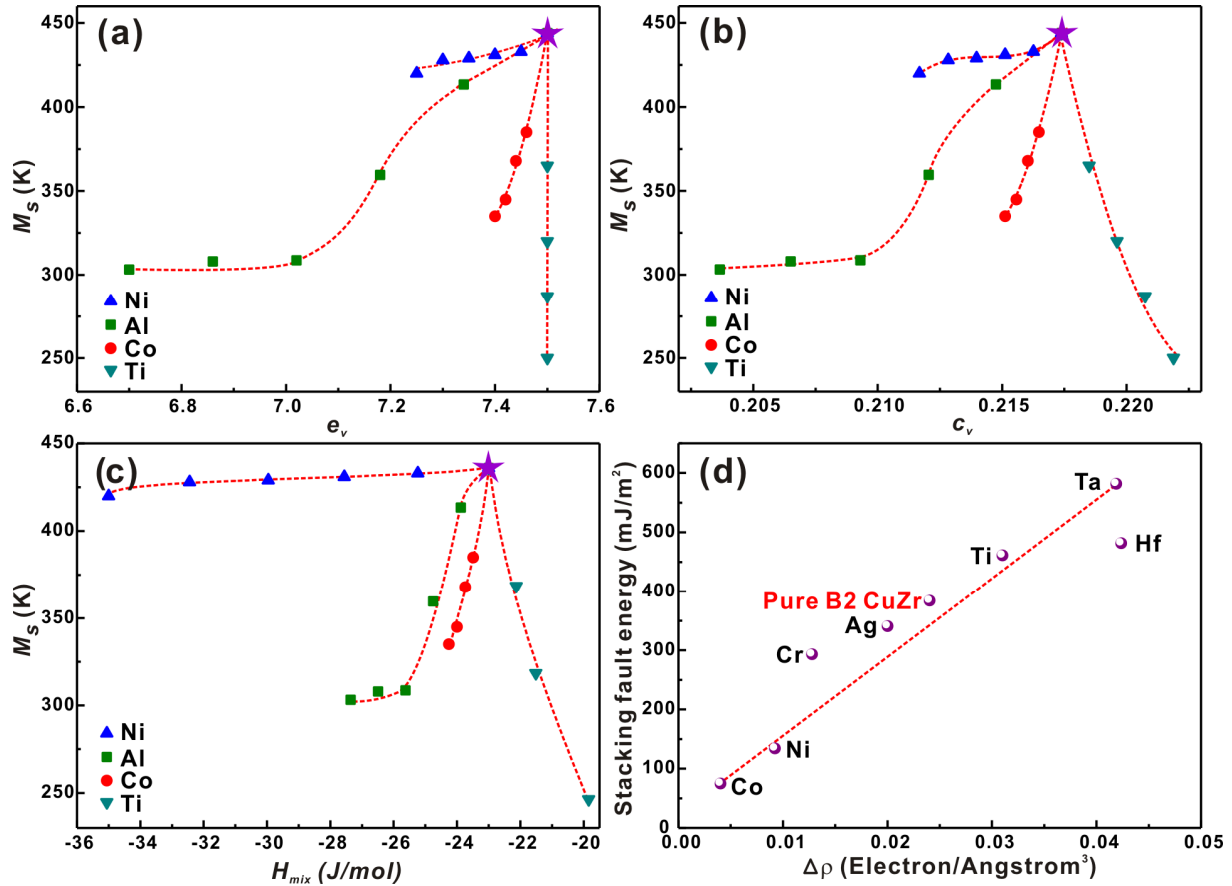 (a)
450
400
350
300
250
M_s (K)
Ni
Al
Co
Ti
6.6 6.8 7.0 7.2 7.4 7.6
e_v
(b)
450
400
350
300
250
M_s (K)
Ni
Al
Co
Ti
0.205 0.210 0.215 0.220
c_v
(c)
450
400
350
300
250
M_s (K)
Ni
Al
Co
Ti
-36 -34 -32 -30 -28 -26 -24 -22 -20
H_mix (J/mol)
(d)
600
500
400
300
200
100
0
Stacking fault energy (mJ/m²)
Ta
Hf
Ti
Pure B2 CuZr
Ag
Cr
Ni
Co
0.00 0.01 0.02 0.03 0.04 0.05
Δρ (Electron/Angstrom³)